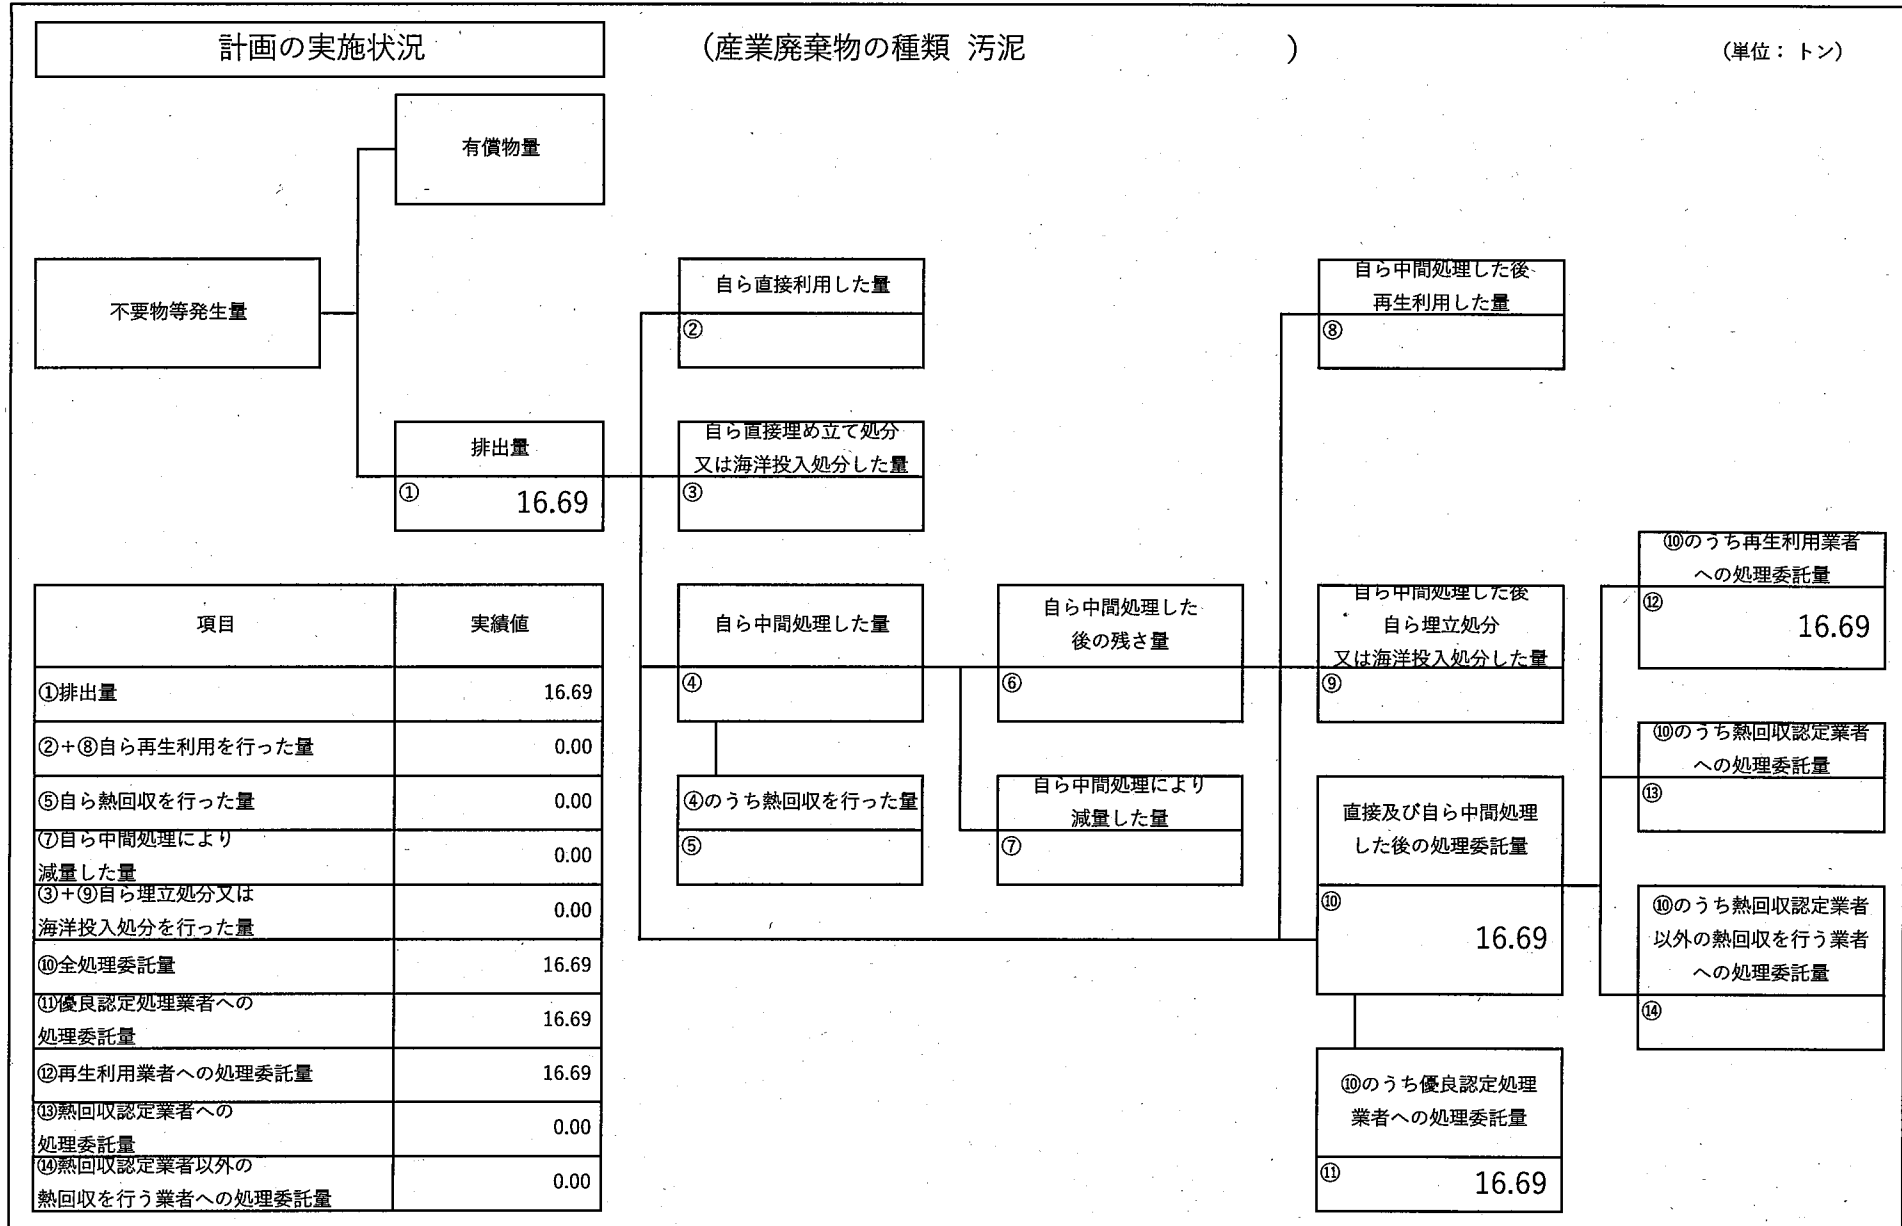 計画の実施状況
（産業廃棄物の種類 汚泥 ）
（単位：トン）
有償物量
不要物等発生量
自ら直接利用した量
②
自ら中間処理した後
再生利用した量
⑧
排出量
① 16.69
自ら直接埋め立て処分
又は海洋投入処分した量
③
⑩のうち再生利用業者
への処理委託量
⑫
16.69
自ら中間処理した量
④
自ら中間処理した
後の残さ量
⑥
自ら中間処理した後
自ら埋立処分
又は海洋投入処分した量
⑨
⑩のうち熱回収認定業者
への処理委託量
⑬
④のうち熱回収を行った量
⑤
自ら中間処理により
減量した量
⑦
直接及び自ら中間処理
した後の処理委託量
⑩
16.69
⑩のうち熱回収認定業者
以外の熱回収を行う業者
への処理委託量
⑭
⑩のうち優良認定処理
業者への処理委託量
⑪ 16.69
項目 実績値
①排出量 16.69
②+⑧自ら再生利用を行った量 0.00
⑤自ら熱回収を行った量 0.00
⑦自ら中間処理により
減量した量 0.00
③+⑨自ら埋立処分又は
海洋投入処分を行った量 0.00
⑩全処理委託量 16.69
⑪優良認定処理業者への
処理委託量 16.69
⑫再生利用業者への処理委託量 16.69
⑬熱回収認定業者への
処理委託量 0.00
⑭熱回収認定業者以外の
熱回収を行う業者への処理委託量 0.00